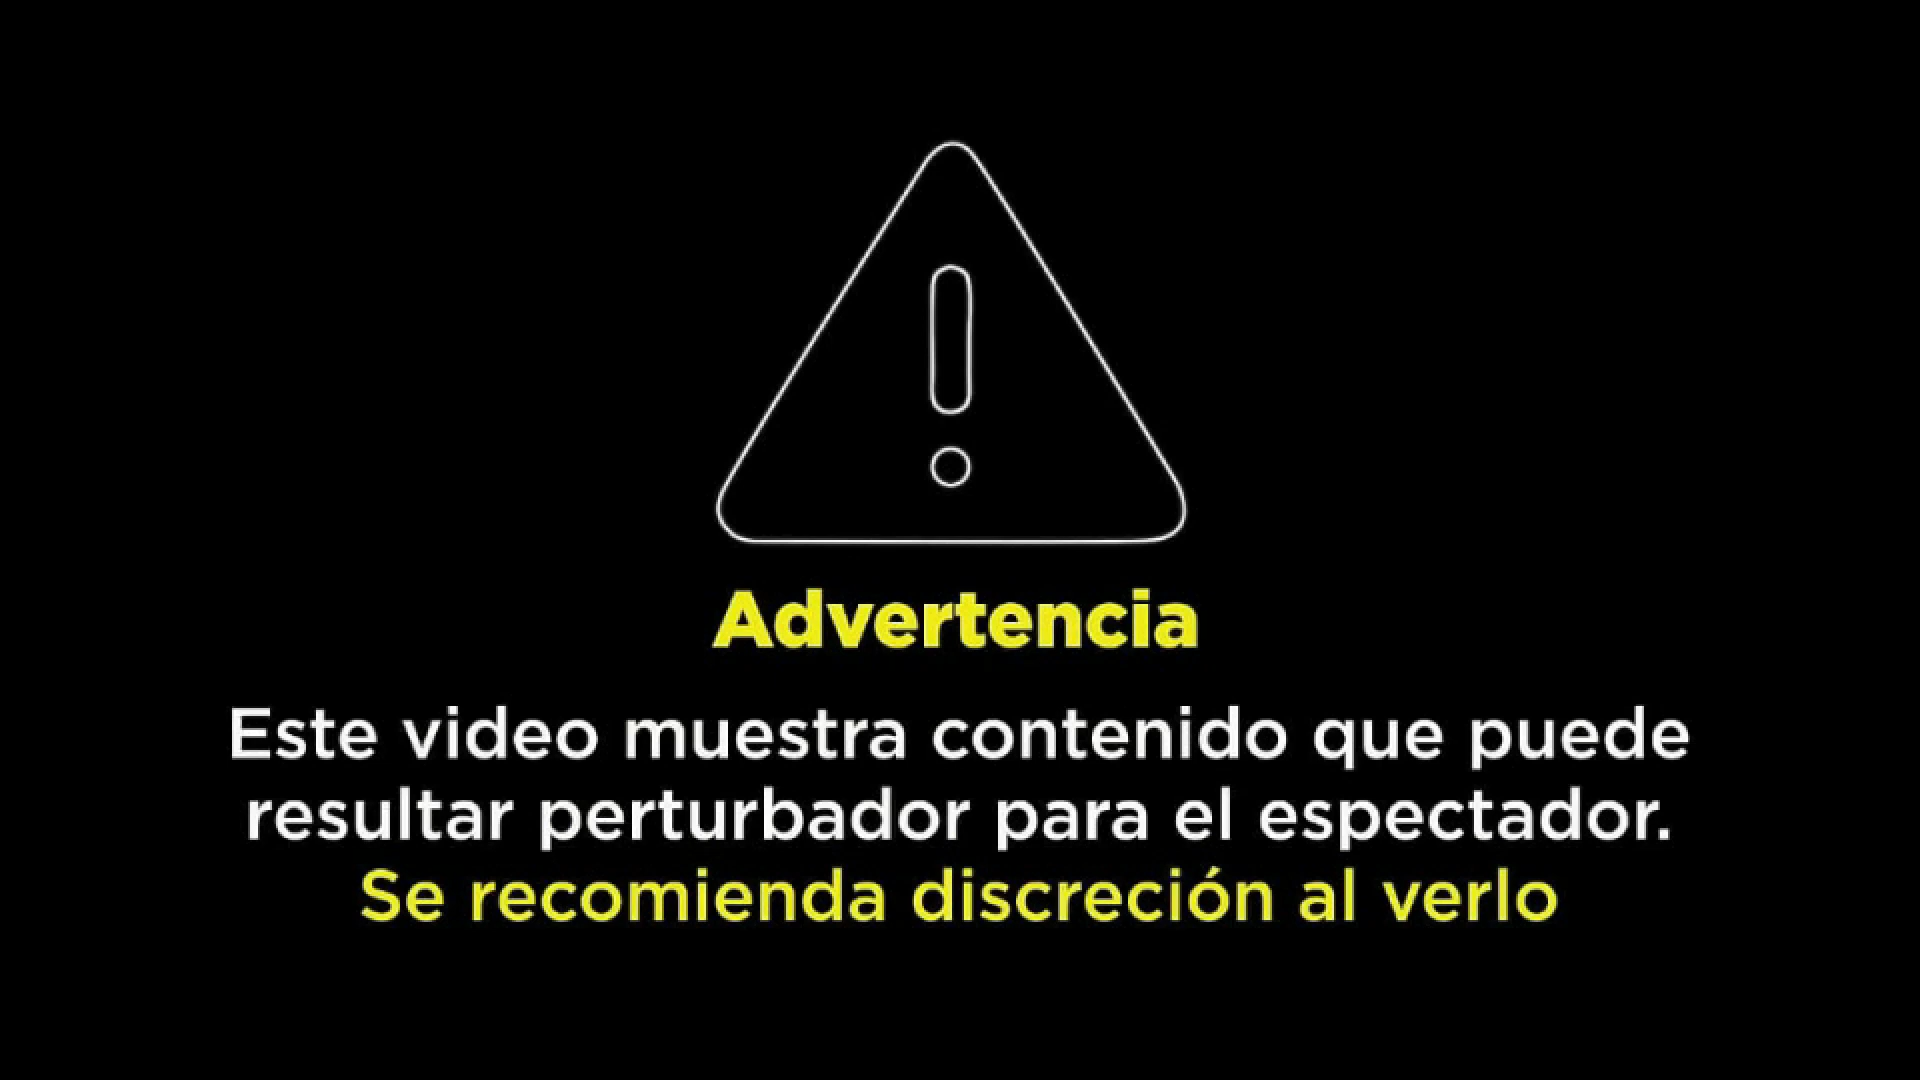 Advertencia
Este video muestra contenido que puede
resultar perturbador para el espectador.
Se recomienda discreción al verlo